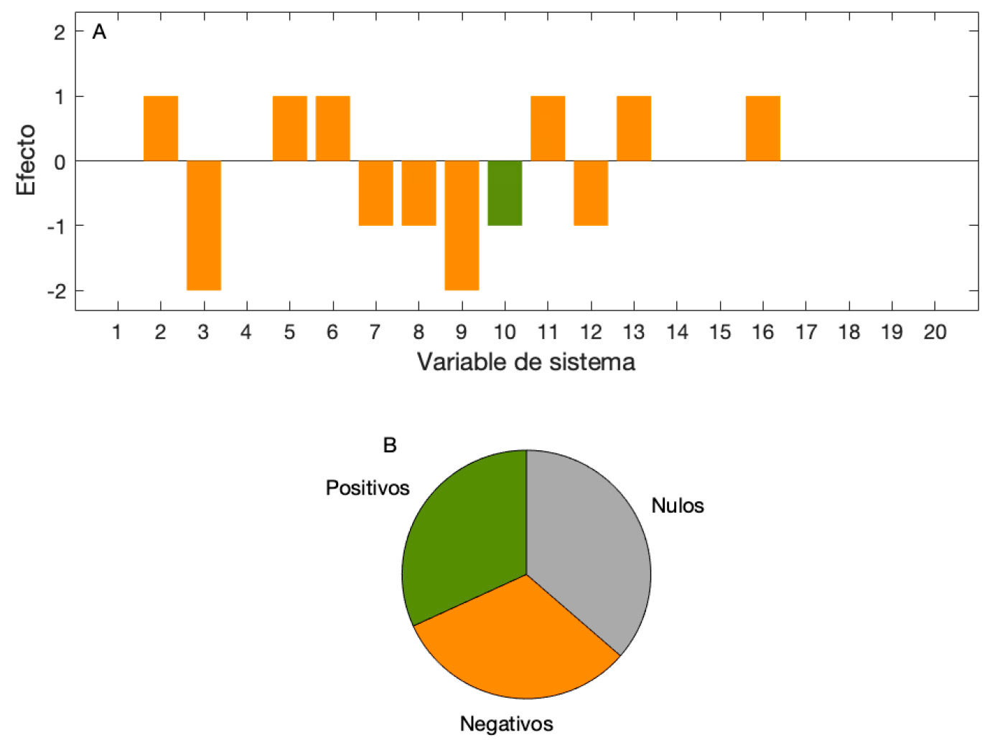 A
2
1
0
-1
-2
Efecto
1 2 3 4 5 6 7 8 9 10 11 12 13 14 15 16 17 18 19 20
Variable de sistema
B
Positivos
Nulos
Negativos